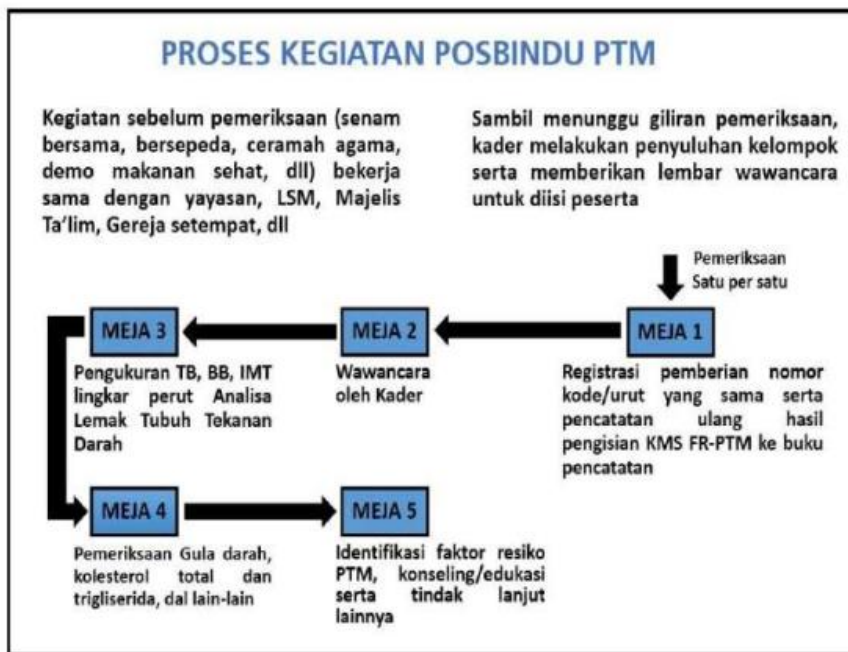 PROSES KEGIATAN POSBINDU PTM
Kegiatan sebelum pemeriksaan (senam
bersama, bersepeda, ceramah agama,
demo makanan sehat, dll) bekerja
sama dengan yayasan, LSM, Majelis
Ta'lim, Gereja setempat, dll
Sambil menunggu giliran pemeriksaan,
kader melakukan penyuluhan kelompok
serta memberikan lembar wawancara
untuk diisi peserta
Pemeriksaan
Satu per satu
MEJA 1
Registrasi pemberian nomor
kode/urut yang sama serta
pencatatan ulang hasil
pengisian KMS FR-PTM ke buku
pencatatan
MEJA 2
Wawancara
oleh Kader
MEJA 3
Pengukuran TB, BB, IMT
lingkar perut Analisa
Lemak Tubuh Tekanan
Darah
MEJA 4
Pemeriksaan Gula darah,
kolesterol total dan
trigliserida, dal lain-lain
MEJA 5
Identifikasi faktor resiko
PTM, konseling/edukasi
serta tindak lanjut
lainnya